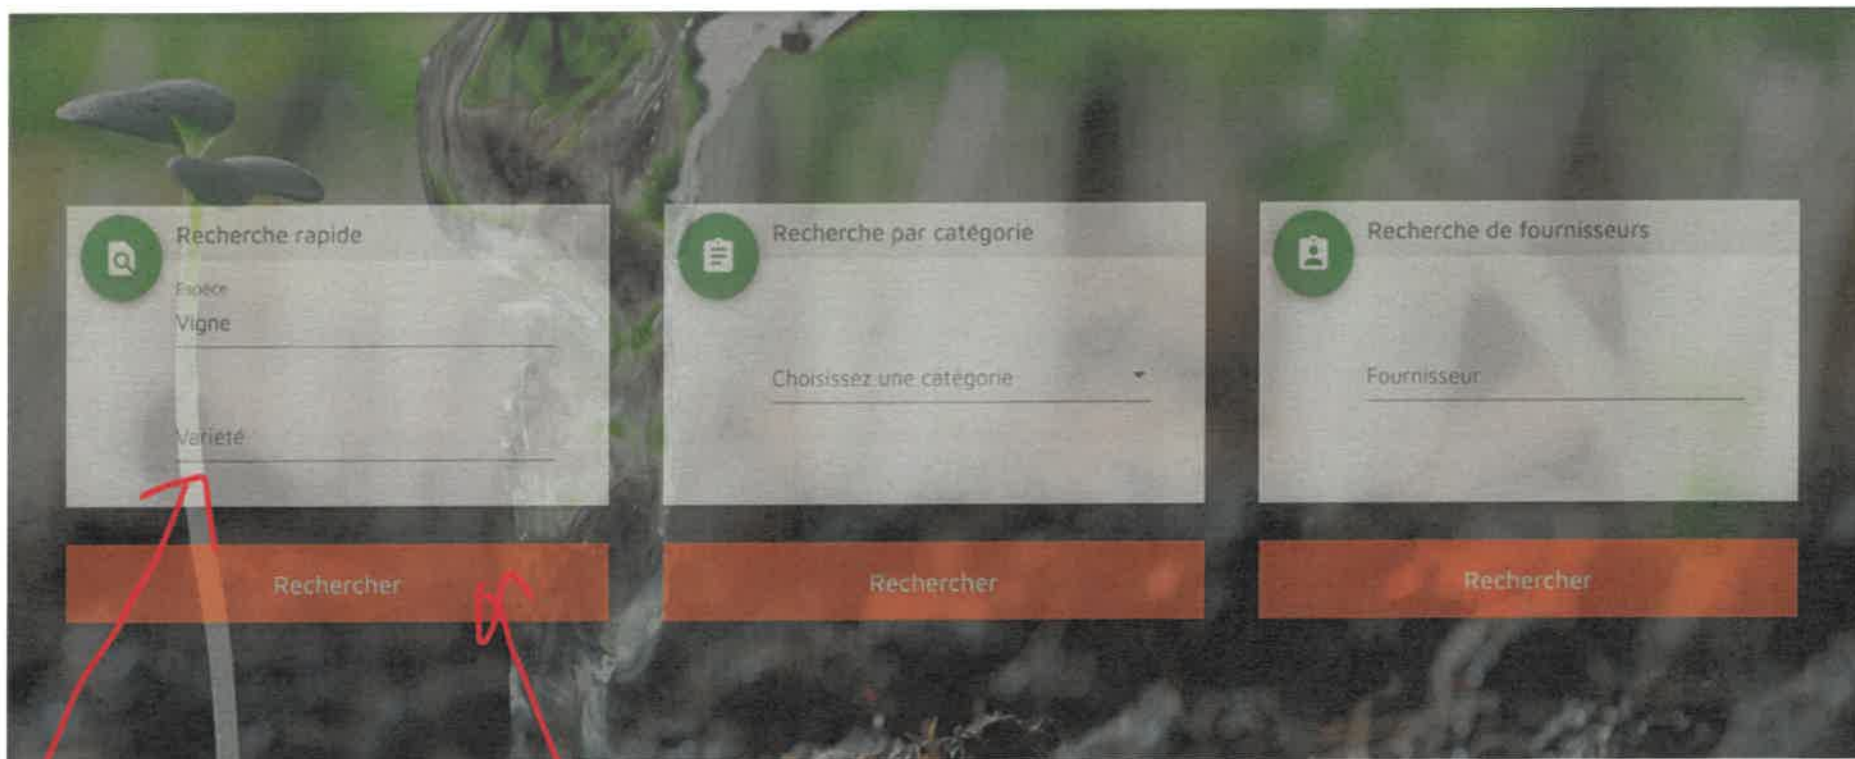 Recherche rapide
Espèce
Vigne
Variété
Rechercher
Recherche par catégorie
Choisissez une catégorie
Rechercher
Recherche de fournisseurs
Fournisseur
Rechercher